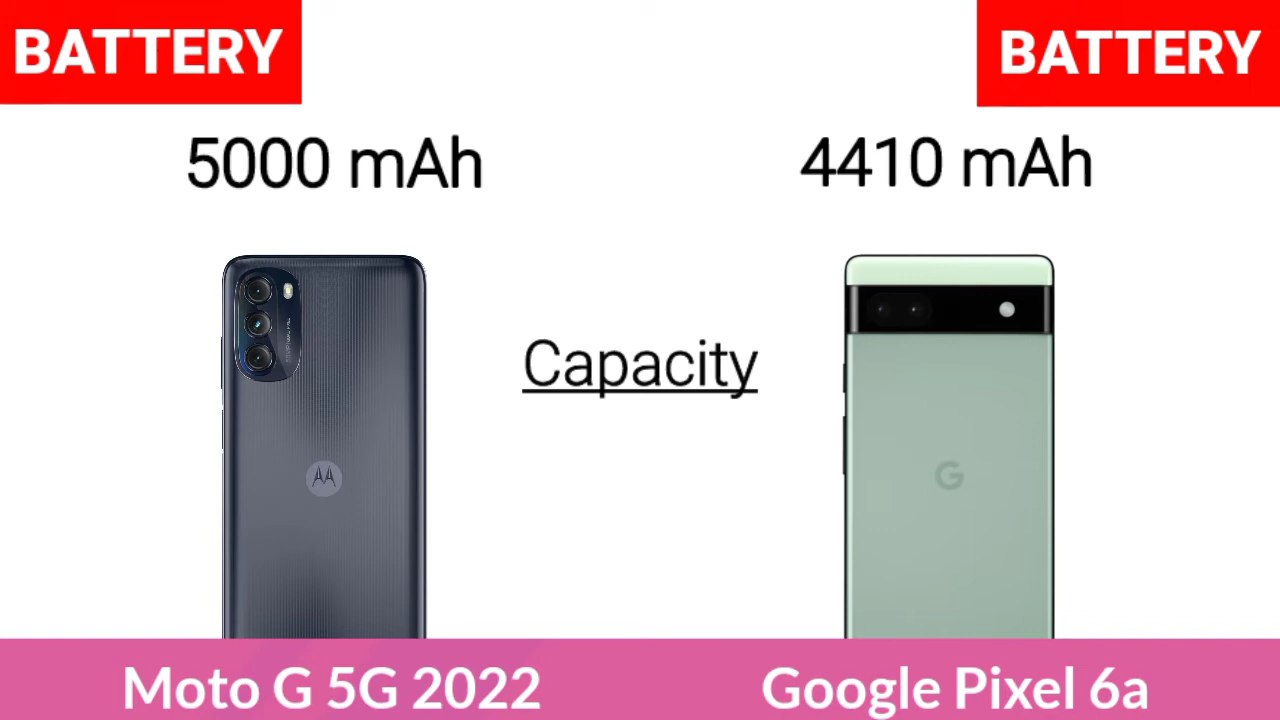 BATTERY
BATTERY
5000 mAh
4410 mAh
Capacity
Moto G 5G 2022
Google Pixel 6a